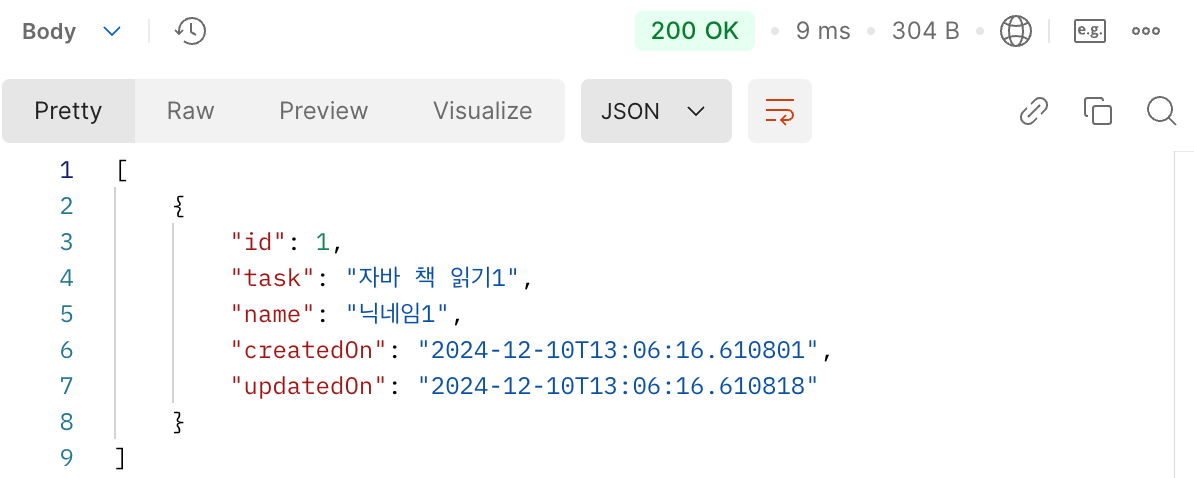 Body 200 OK 9 ms 304 B e.g.
Pretty Raw Preview Visualize JSON
1 [
2 {
3 "id": 1,
4 "task": "자바 책 읽기1",
5 "name": "닉네임1",
6 "createdOn": "2024-12-10T13:06:16.610801",
7 "updatedOn": "2024-12-10T13:06:16.610818"
8 }
9 ]